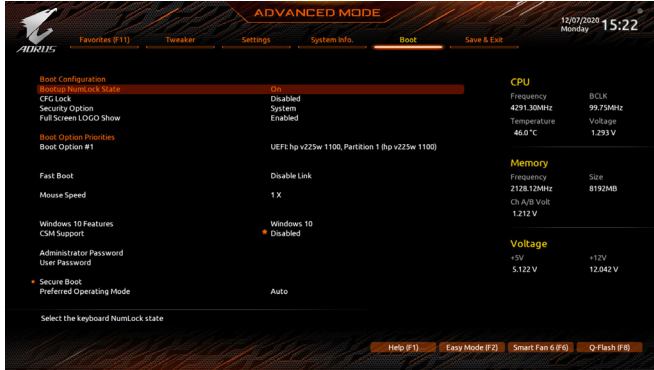 ADVANCED MODE
12/07/2020
Monday
15:22
AORUS
Favorites (F11) Tweaker Settings System Info. Boot Save & Exit
Boot Configuration
Bootup NumLock State On
CFG Lock Disabled
Security Option System
Full Screen LOGO Show Enabled
Boot Option Priorities
Boot Option #1 UEFI: hp v225w 1100, Partition 1 (hp v225w 1100)
Fast Boot Disable Link
Mouse Speed 1 X
Windows 10 Features Windows 10
CSM Support Disabled
Administrator Password
User Password
Secure Boot
Preferred Operating Mode Auto
Select the keyboard NumLock state
CPU
Frequency BCLK
4291.30MHz 99.75MHz
Temperature Voltage
46.0 °C 1.293 V
Memory
Frequency Size
2128.12MHz 8192MB
Ch A/B Volt
1.212 V
Voltage
+5V +12V
5.122 V 12.042 V
Help (F1) Easy Mode (F2) Smart Fan 6 (F6) Q-Flash (F8)